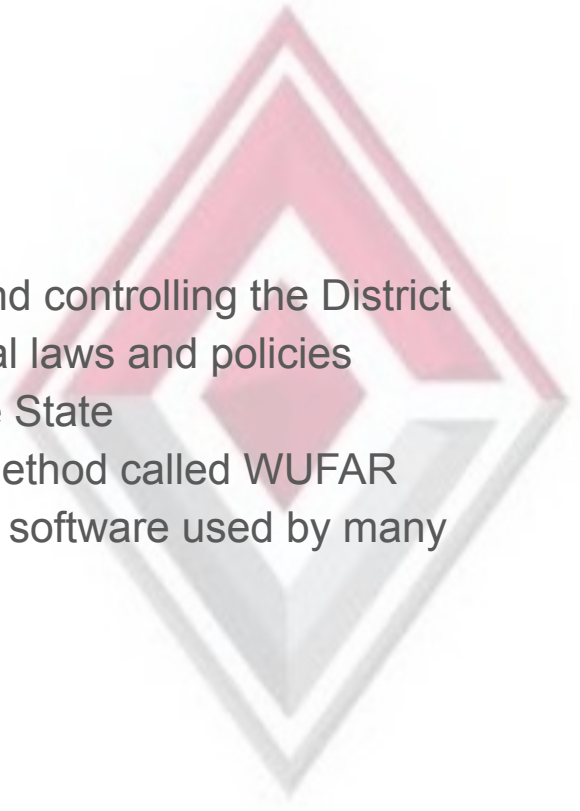 nd controlling the District
al laws and policies
e State
ethod called WUFAR
software used by many